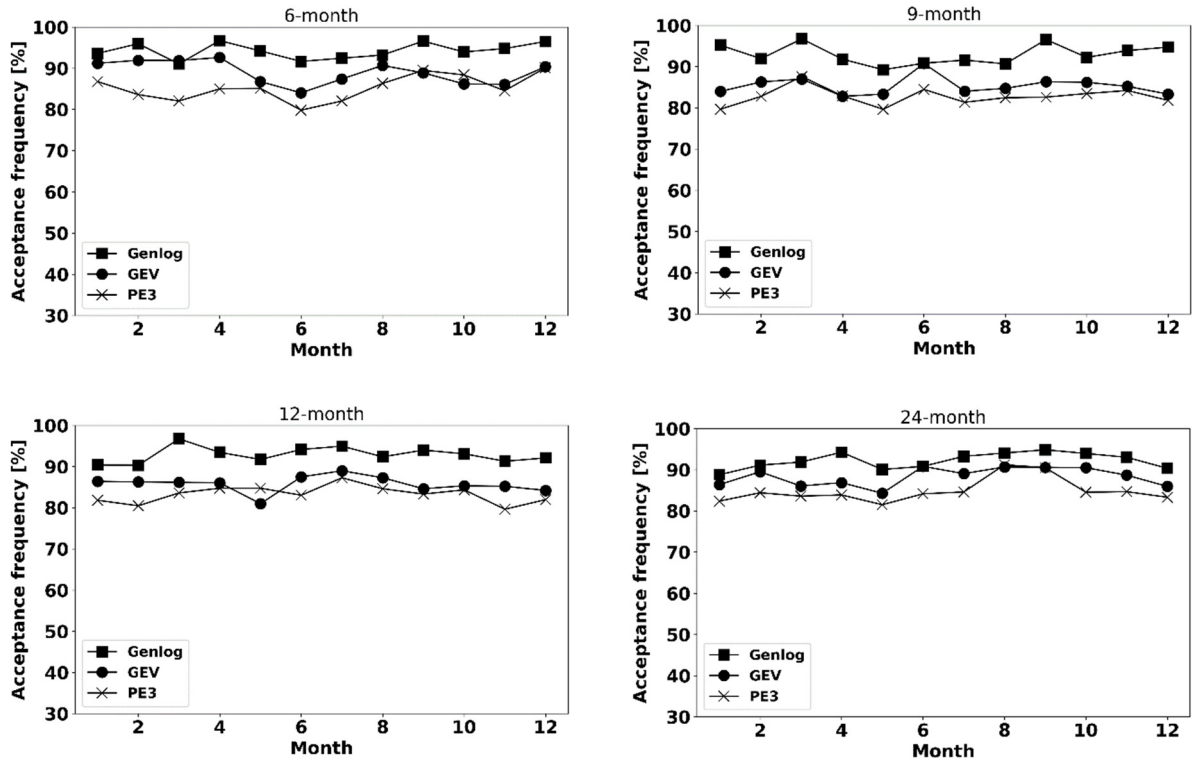 6-month
Acceptance frequency [%]
100
90
80
70
60
50
40
30
Genlog
GEV
PE3
2 4 6 8 10 12
Month
9-month
Acceptance frequency [%]
100
90
80
70
60
50
40
30
Genlog
GEV
PE3
2 4 6 8 10 12
Month
12-month
Acceptance frequency [%]
100
90
80
70
60
50
40
30
Genlog
GEV
PE3
2 4 6 8 10 12
Month
24-month
Acceptance frequency [%]
100
90
80
70
60
50
40
30
Genlog
GEV
PE3
2 4 6 8 10 12
Month